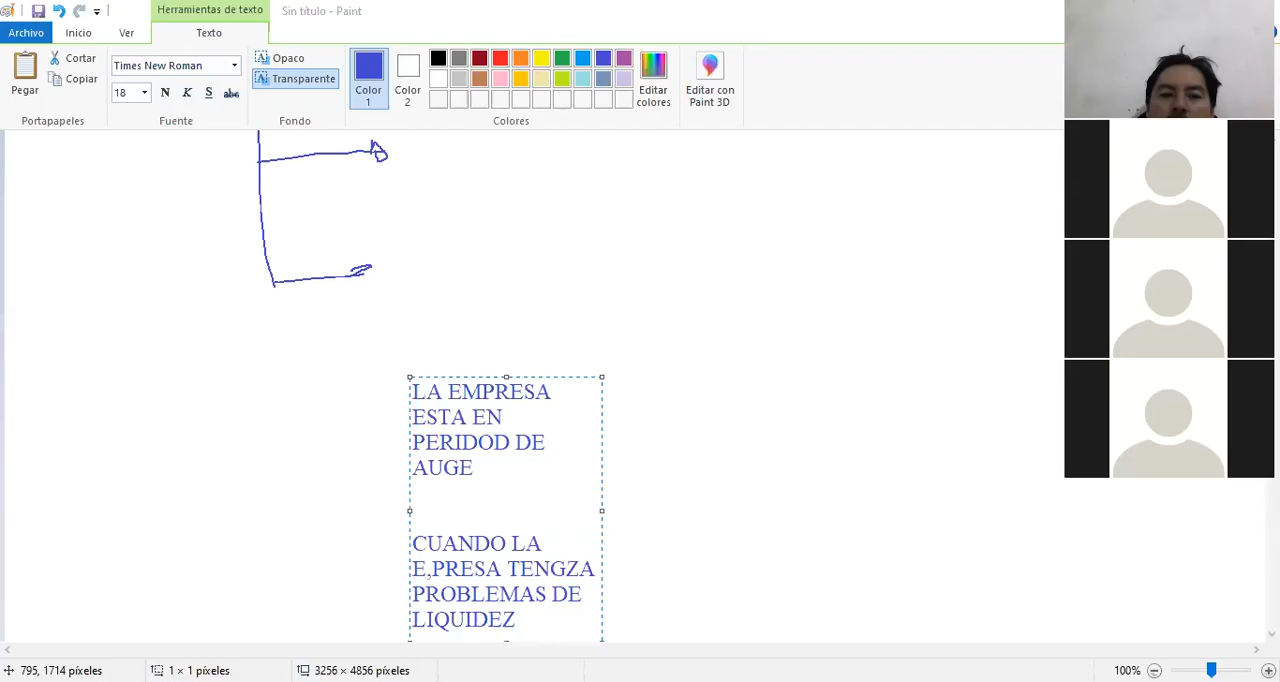 Herramientas de texto
Sin título - Paint
Archivo
Inicio
Ver
Texto
Pegar
Cortar
Copiar
Portapapeles
Times New Roman
18
N K S abc
Fuente
Opaco
Transparente
Fondo
Color 1
Color 2
Editar colores
Colores
Editar con Paint 3D
LA EMPRESA
ESTA EN
PERIDOD DE
AUGE
CUANDO LA
E,PRESA TENGZA
PROBLEMAS DE
LIQUIDEZ
795, 1714 píxeles
1 × 1 píxeles
3256 × 4856 píxeles
100%